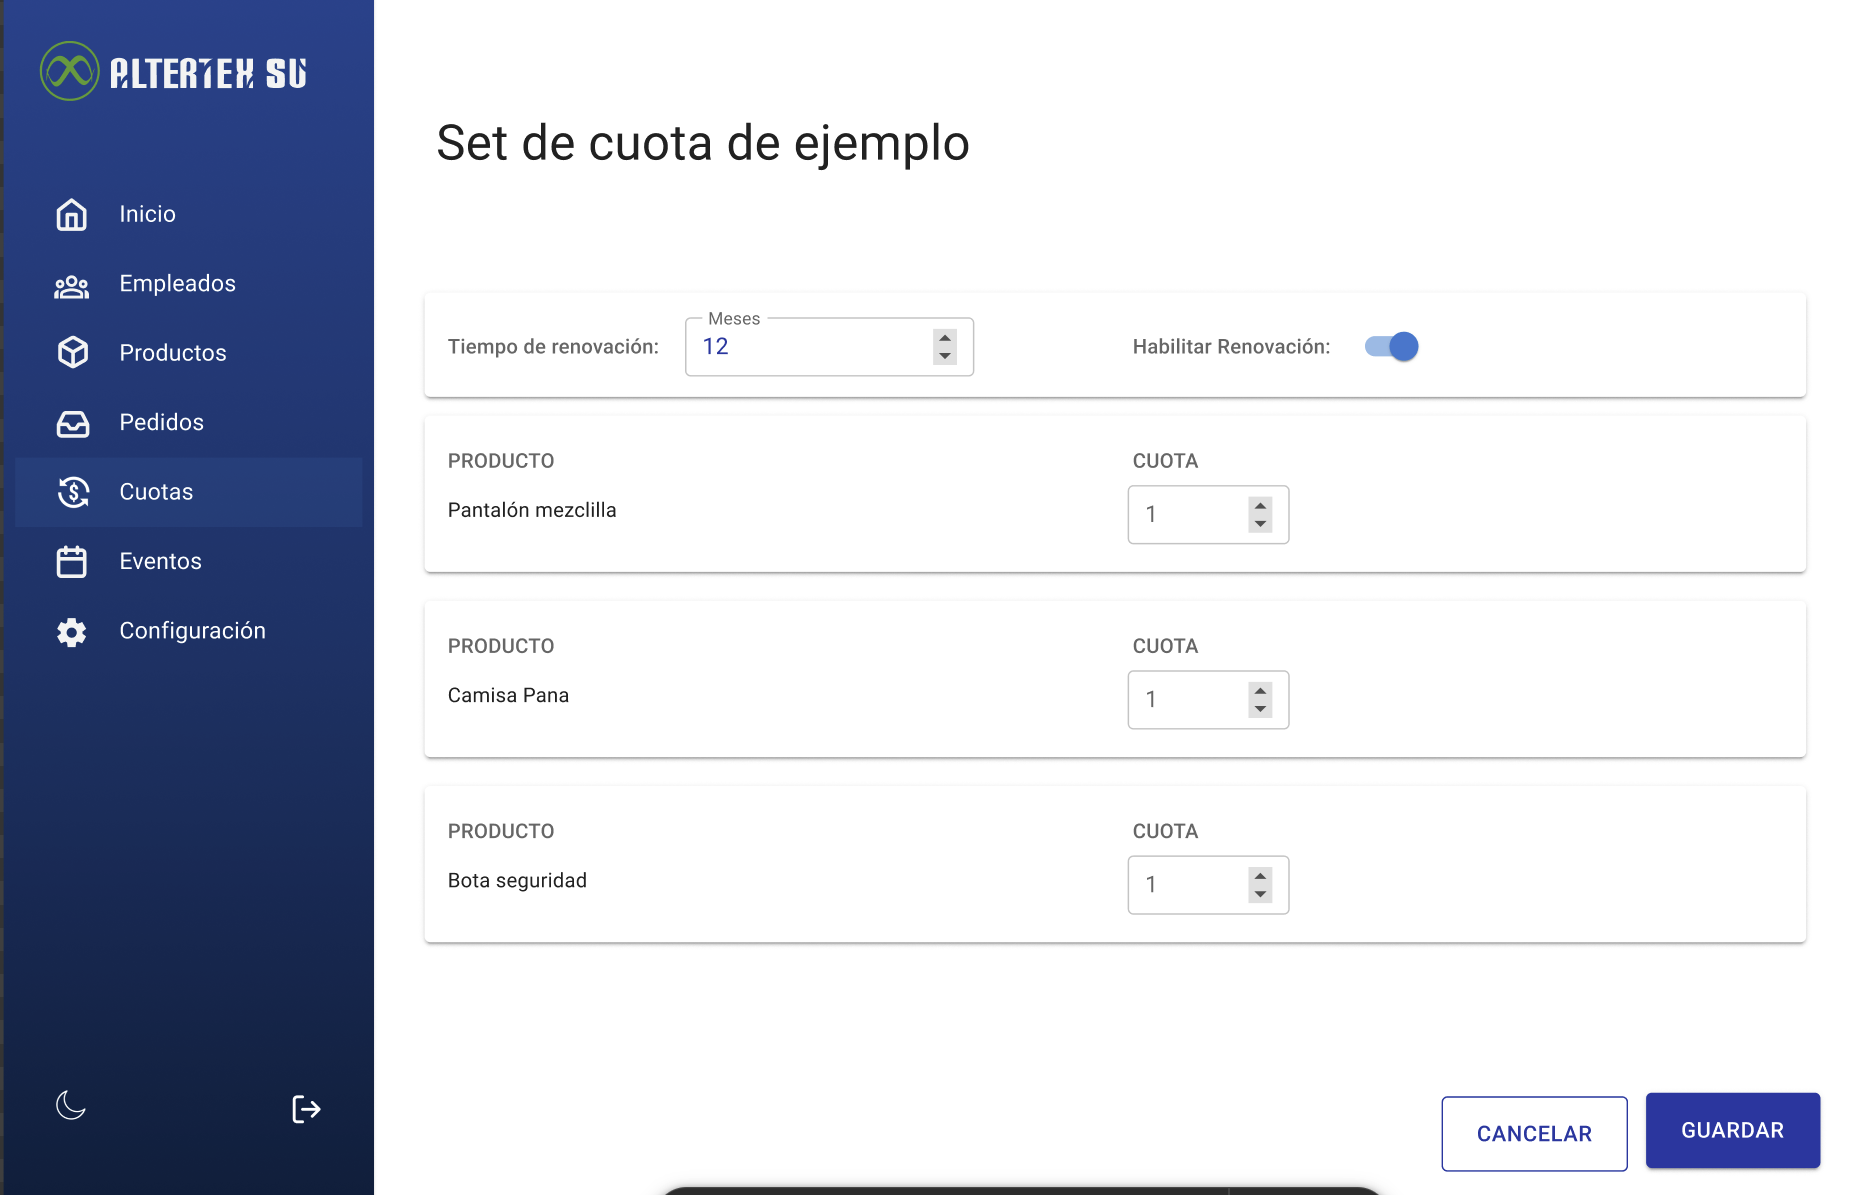 ALTERTEX SU
Inicio
Empleados
Productos
Pedidos
Cuotas
Eventos
Configuración
Set de cuota de ejemplo
Tiempo de renovación:
Meses
12
Habilitar Renovación:
PRODUCTO
CUOTA
Pantalón mezclilla
1
PRODUCTO
CUOTA
Camisa Pana
1
PRODUCTO
CUOTA
Bota seguridad
1
CANCELAR
GUARDAR